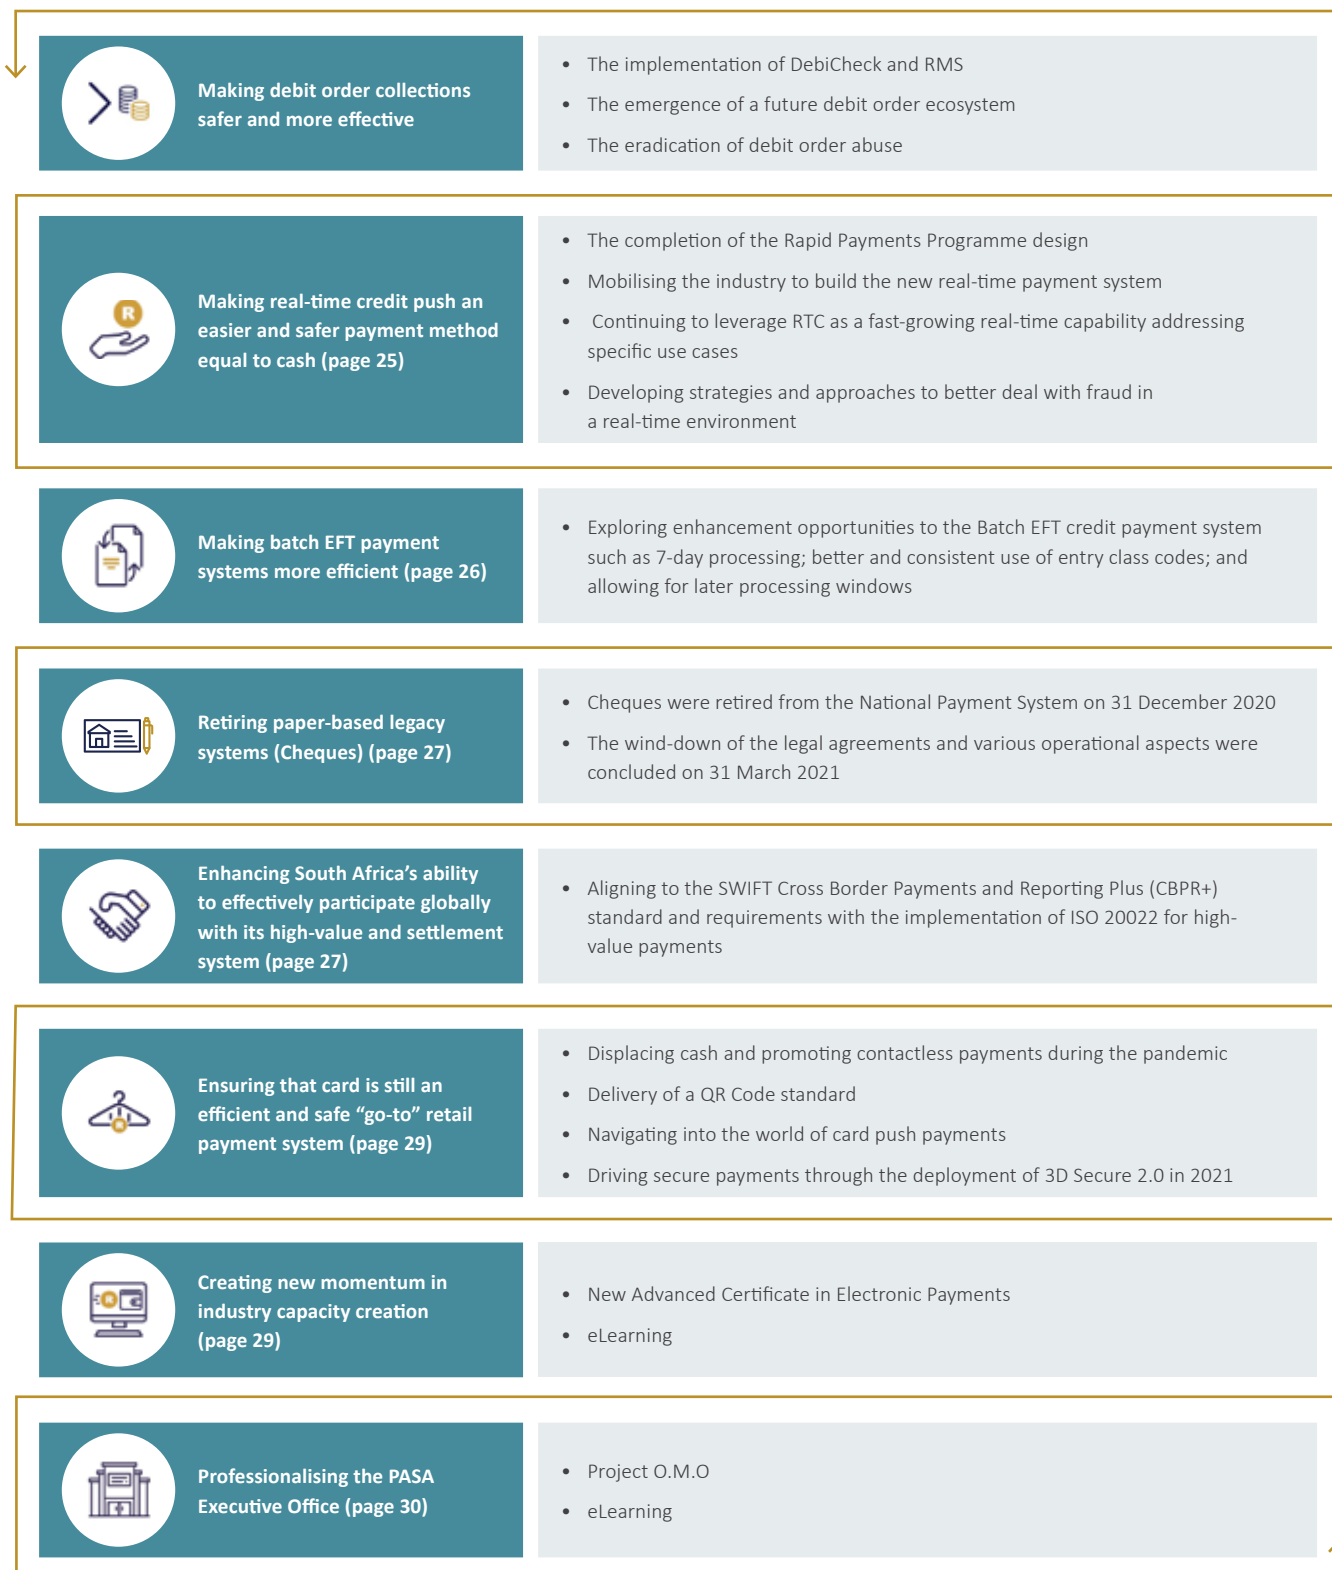 Making debit order collections
safer and more effective
• The implementation of DebiCheck and RMS
• The emergence of a future debit order ecosystem
• The eradication of debit order abuse
R
Making real-time credit push an
easier and safer payment method
equal to cash (page 25)
• The completion of the Rapid Payments Programme design
• Mobilising the industry to build the new real-time payment system
• Continuing to leverage RTC as a fast-growing real-time capability addressing
specific use cases
• Developing strategies and approaches to better deal with fraud in
a real-time environment
Making batch EFT payment
systems more efficient (page 26)
• Exploring enhancement opportunities to the Batch EFT credit payment system
such as 7-day processing; better and consistent use of entry class codes; and
allowing for later processing windows
Retiring paper-based legacy
systems (Cheques) (page 27)
• Cheques were retired from the National Payment System on 31 December 2020
• The wind-down of the legal agreements and various operational aspects were
concluded on 31 March 2021
Enhancing South Africa's ability
to effectively participate globally
with its high-value and settlement
system (page 27)
• Aligning to the SWIFT Cross Border Payments and Reporting Plus (CBPR+)
standard and requirements with the implementation of ISO 20022 for high-
value payments
R
Ensuring that card is still an
efficient and safe “go-to” retail
payment system (page 29)
• Displacing cash and promoting contactless payments during the pandemic
• Delivery of a QR Code standard
• Navigating into the world of card push payments
• Driving secure payments through the deployment of 3D Secure 2.0 in 2021
R
Creating new momentum in
industry capacity creation
(page 29)
• New Advanced Certificate in Electronic Payments
• eLearning
Professionalising the PASA
Executive Office (page 30)
• Project O.M.O
• eLearning